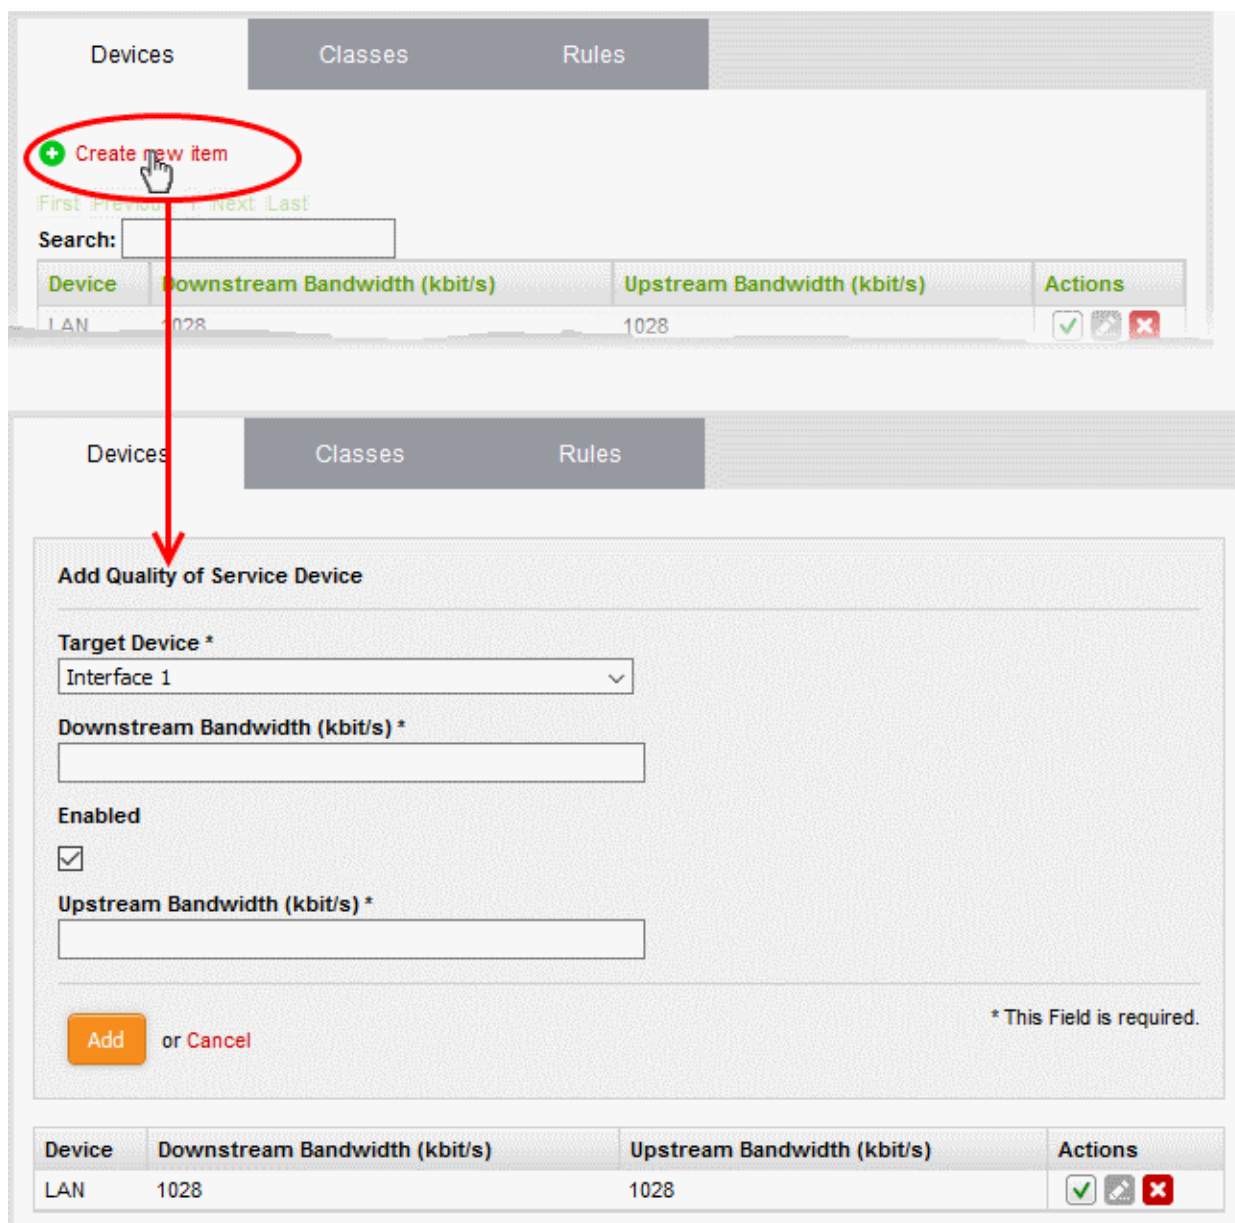 Devices Classes Rules
Create new item
First Previous 1 Next Last
Search:
Device Downstream Bandwidth (kbit/s) Upstream Bandwidth (kbit/s) Actions
LAN 1028 1028
Devices Classes Rules
Add Quality of Service Device
Target Device *
Interface 1
Downstream Bandwidth (kbit/s) *
Enabled
Upstream Bandwidth (kbit/s) *
* This Field is required.
Add or Cancel
Device Downstream Bandwidth (kbit/s) Upstream Bandwidth (kbit/s) Actions
LAN 1028 1028